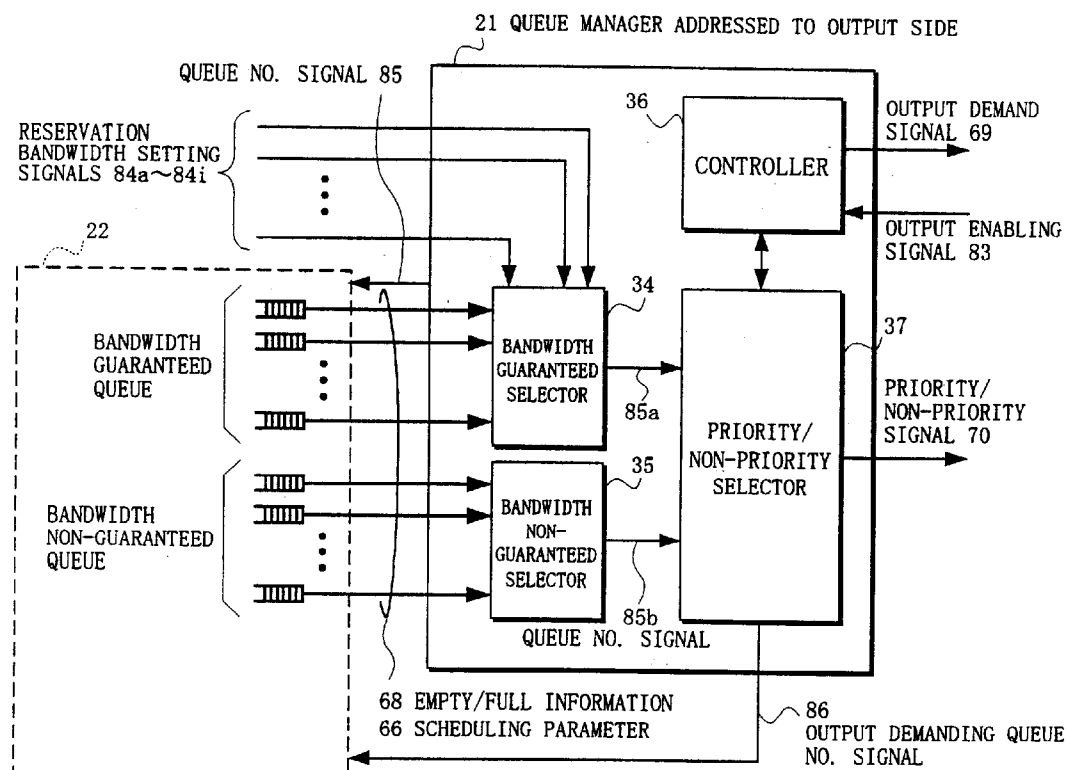 21 QUEUE MANAGER ADDRESSED TO OUTPUT SIDE
QUEUE NO. SIGNAL 85
RESERVATION
BANDWIDTH SETTING
SIGNALS 84a~84i
22
36
CONTROLLER
OUTPUT DEMAND
SIGNAL 69
OUTPUT ENABLING
SIGNAL 83
BANDWIDTH
GUARANTEED
QUEUE
34
BANDWIDTH
GUARANTEED
SELECTOR
85a
37
PRIORITY/
NON-PRIORITY
SELECTOR
PRIORITY/
NON-PRIORITY
SIGNAL 70
BANDWIDTH
NON-GUARANTEED
QUEUE
35
BANDWIDTH
NON-
GUARANTEED
SELECTOR
85b
QUEUE NO. SIGNAL
68 EMPTY/FULL INFORMATION
66 SCHEDULING PARAMETER
86
OUTPUT DEMANDING QUEUE
NO. SIGNAL